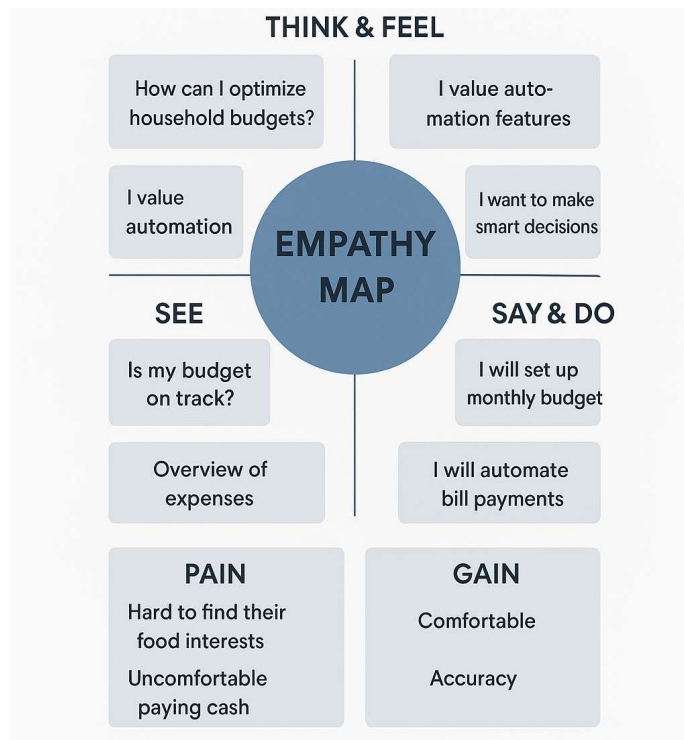 THINK & FEEL
How can I optimize
household budgets?
I value auto-
mation features
I value
automation
I want to make
smart decisions
EMPATHY
MAP
SEE
Is my budget
on track?
Overview of
expenses
SAY & DO
I will set up
monthly budget
I will automate
bill payments
PAIN
Hard to find their
food interests
Uncomfortable
paying cash
GAIN
Comfortable
Accuracy